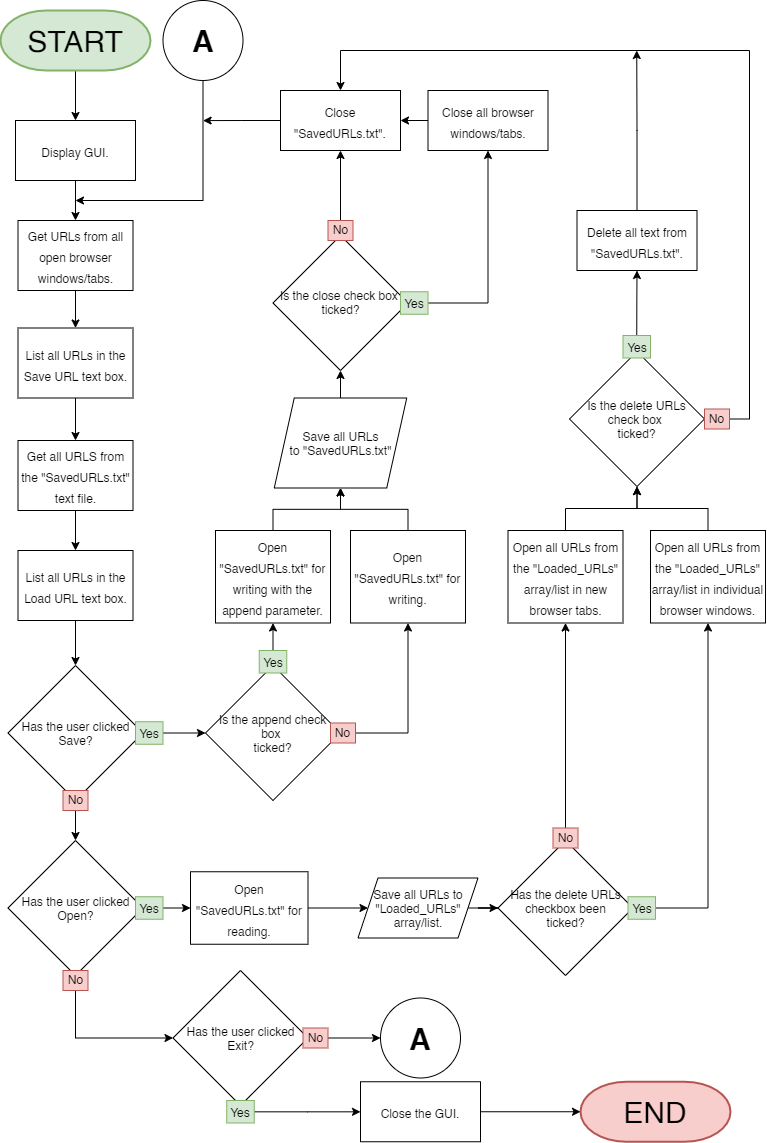 START
A
Display GUI.
Get URLs from all
open browser
windows/tabs.
List all URLs in the
Save URL text box.
Get all URLS from
the "SavedURLs.txt"
text file.
List all URLs in the
Load URL text box.
Has the user clicked
Save?
Yes
No
Is the append check
box
ticked?
Yes
No
Open
"SavedURLs.txt" for
writing with the
append parameter.
Open
"SavedURLs.txt" for
writing.
Save all URLs
to "SavedURLs.txt"
Is the close check box
ticked?
No
Yes
Close
"SavedURLs.txt".
Close all browser
windows/tabs.
Has the user clicked
Open?
Yes
No
Open
"SavedURLs.txt" for
reading.
Save all URLs to
"Loaded_URLs"
array/list.
Has the delete URLs
checkbox been
ticked?
No
Yes
Open all URLs from
the "Loaded_URLs"
array/list in new
browser tabs.
Open all URLs from
the "Loaded_URLs"
array/list in individual
browser windows.
Is the delete URLs
check box
ticked?
Yes
No
Delete all text from
"SavedURLs.txt".
Has the user clicked
Exit?
No
A
Yes
Close the GUI.
END